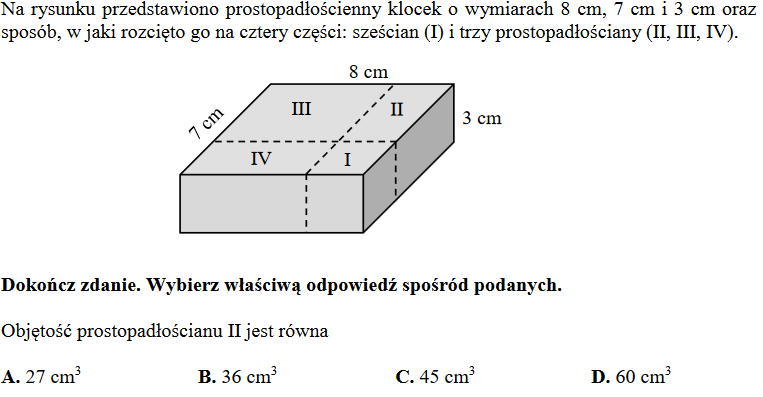 Na rysunku przedstawiono prostopadłościenny klocek o wymiarach 8 cm, 7 cm i 3 cm oraz
sposób, w jaki rozcięto go na cztery części: sześcian (I) i trzy prostopadłościany (II, III, IV).
8 cm
7 cm
III
II
3 cm
IV
I
Dokończ zdanie. Wybierz właściwą odpowiedź spośród podanych.
Objętość prostopadłościanu II jest równa
A. 27 cm³ B. 36 cm³ C. 45 cm³ D. 60 cm³